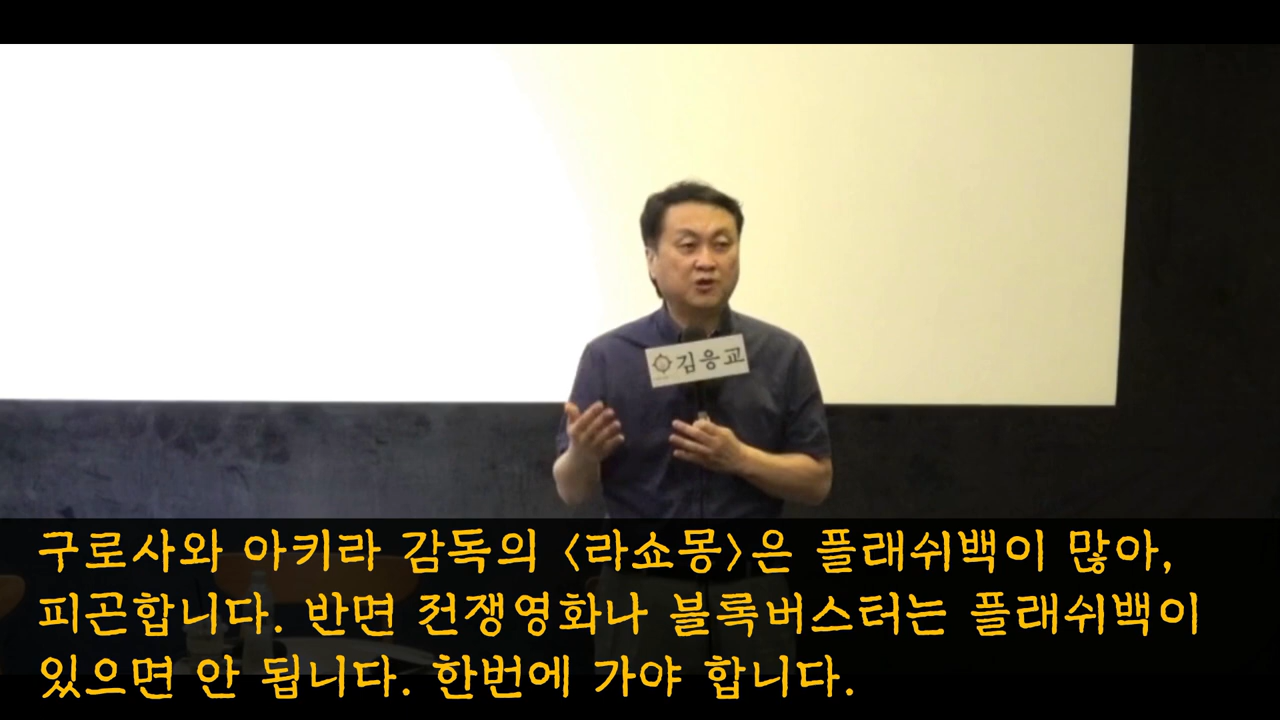 김응교
구로사와 아키라 감독의 <라쇼몽>은 플래쉬백이 많아,
피곤합니다. 반면 전쟁영화나 블록버스터는 플래쉬백이
있으면 안 됩니다. 한번에 가야 합니다.